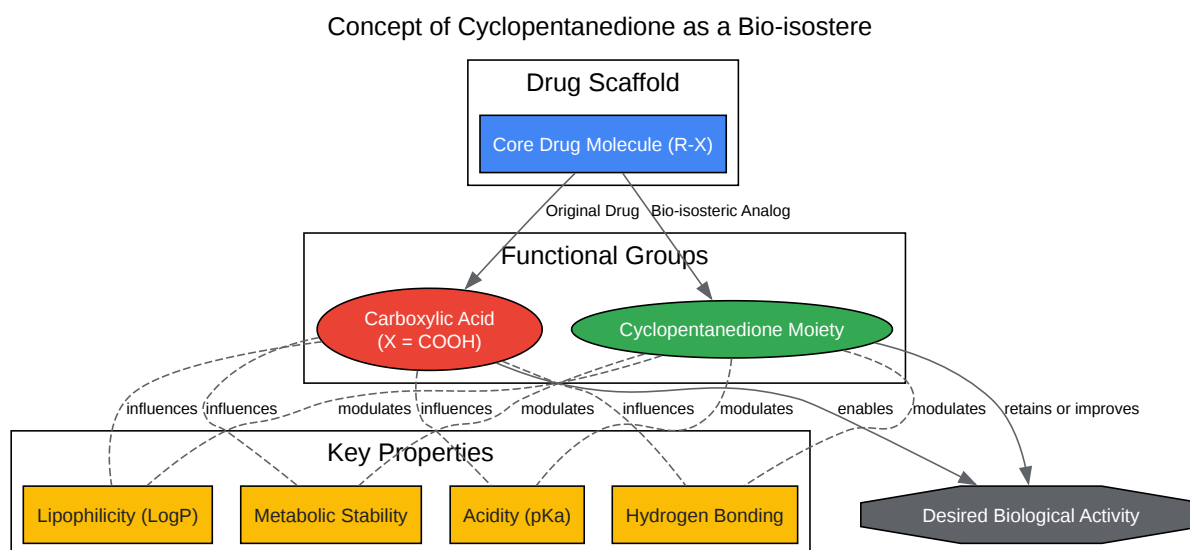 Concept of Cyclopentanedione as a Bio-isostere
Drug Scaffold
Core Drug Molecule (R-X)
Original Drug
Bio-isosteric Analog
Functional Groups
Carboxylic Acid
(X = COOH)
Cyclopentanedione Moiety
influences
influences
modulates
influences
modulates
influences
modulates
enables
modulates
retains or improves
Key Properties
Lipophilicity (LogP)
Metabolic Stability
Acidity (pKa)
Hydrogen Bonding
Desired Biological Activity